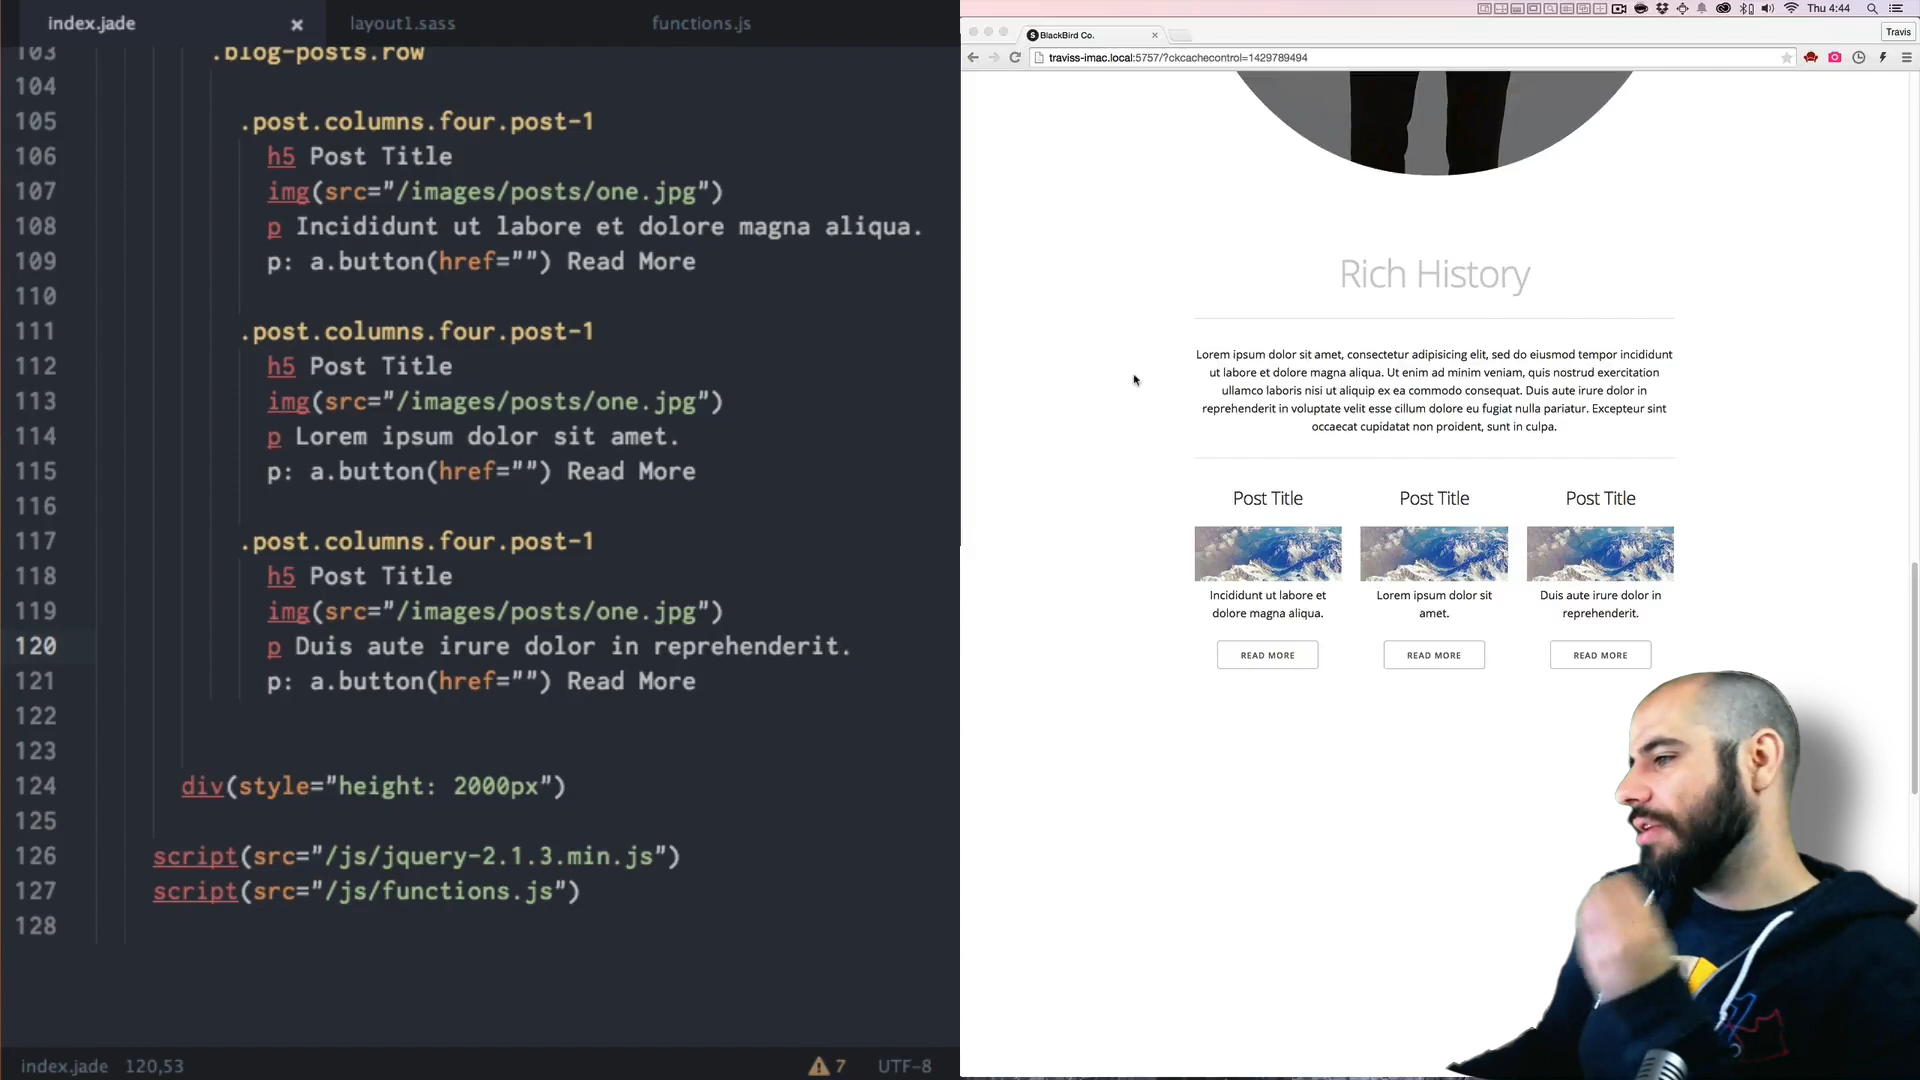 index.jade
layout1.sass
functions.js
103 .blog-posts.row
104
105 .post.columns.four.post-1
106 h5 Post Title
107 img(src="/images/posts/one.jpg")
108 p Incididunt ut labore et dolore magna aliqua.
109 p: a.button(href="") Read More
110
111 .post.columns.four.post-1
112 h5 Post Title
113 img(src="/images/posts/one.jpg")
114 p Lorem ipsum dolor sit amet.
115 p: a.button(href="") Read More
116
117 .post.columns.four.post-1
118 h5 Post Title
119 img(src="/images/posts/one.jpg")
120 p Duis aute irure dolor in reprehenderit.
121 p: a.button(href="") Read More
122
123
124 div(style="height: 2000px")
125
126 script(src="/js/jquery-2.1.3.min.js")
127 script(src="/js/functions.js")
128
index.jade 120,53
7 UTF-8
Thu 4:44
BlackBird Co.
Travis
traviss-imac.local:5757/?ckcachecontrol=1429789494
Rich History
Lorem ipsum dolor sit amet, consectetur adipisicing elit, sed do eiusmod tempor incididunt
ut labore et dolore magna aliqua. Ut enim ad minim veniam, quis nostrud exercitation
ullamco laboris nisi ut aliquip ex ea commodo consequat. Duis aute irure dolor in
reprehenderit in voluptate velit esse cillum dolore eu fugiat nulla pariatur. Excepteur sint
occaecat cupidatat non proident, sunt in culpa.
Post Title
Incididunt ut labore et
dolore magna aliqua.
READ MORE
Post Title
Lorem ipsum dolor sit
amet.
READ MORE
Post Title
Duis aute irure dolor in
reprehenderit.
READ MORE